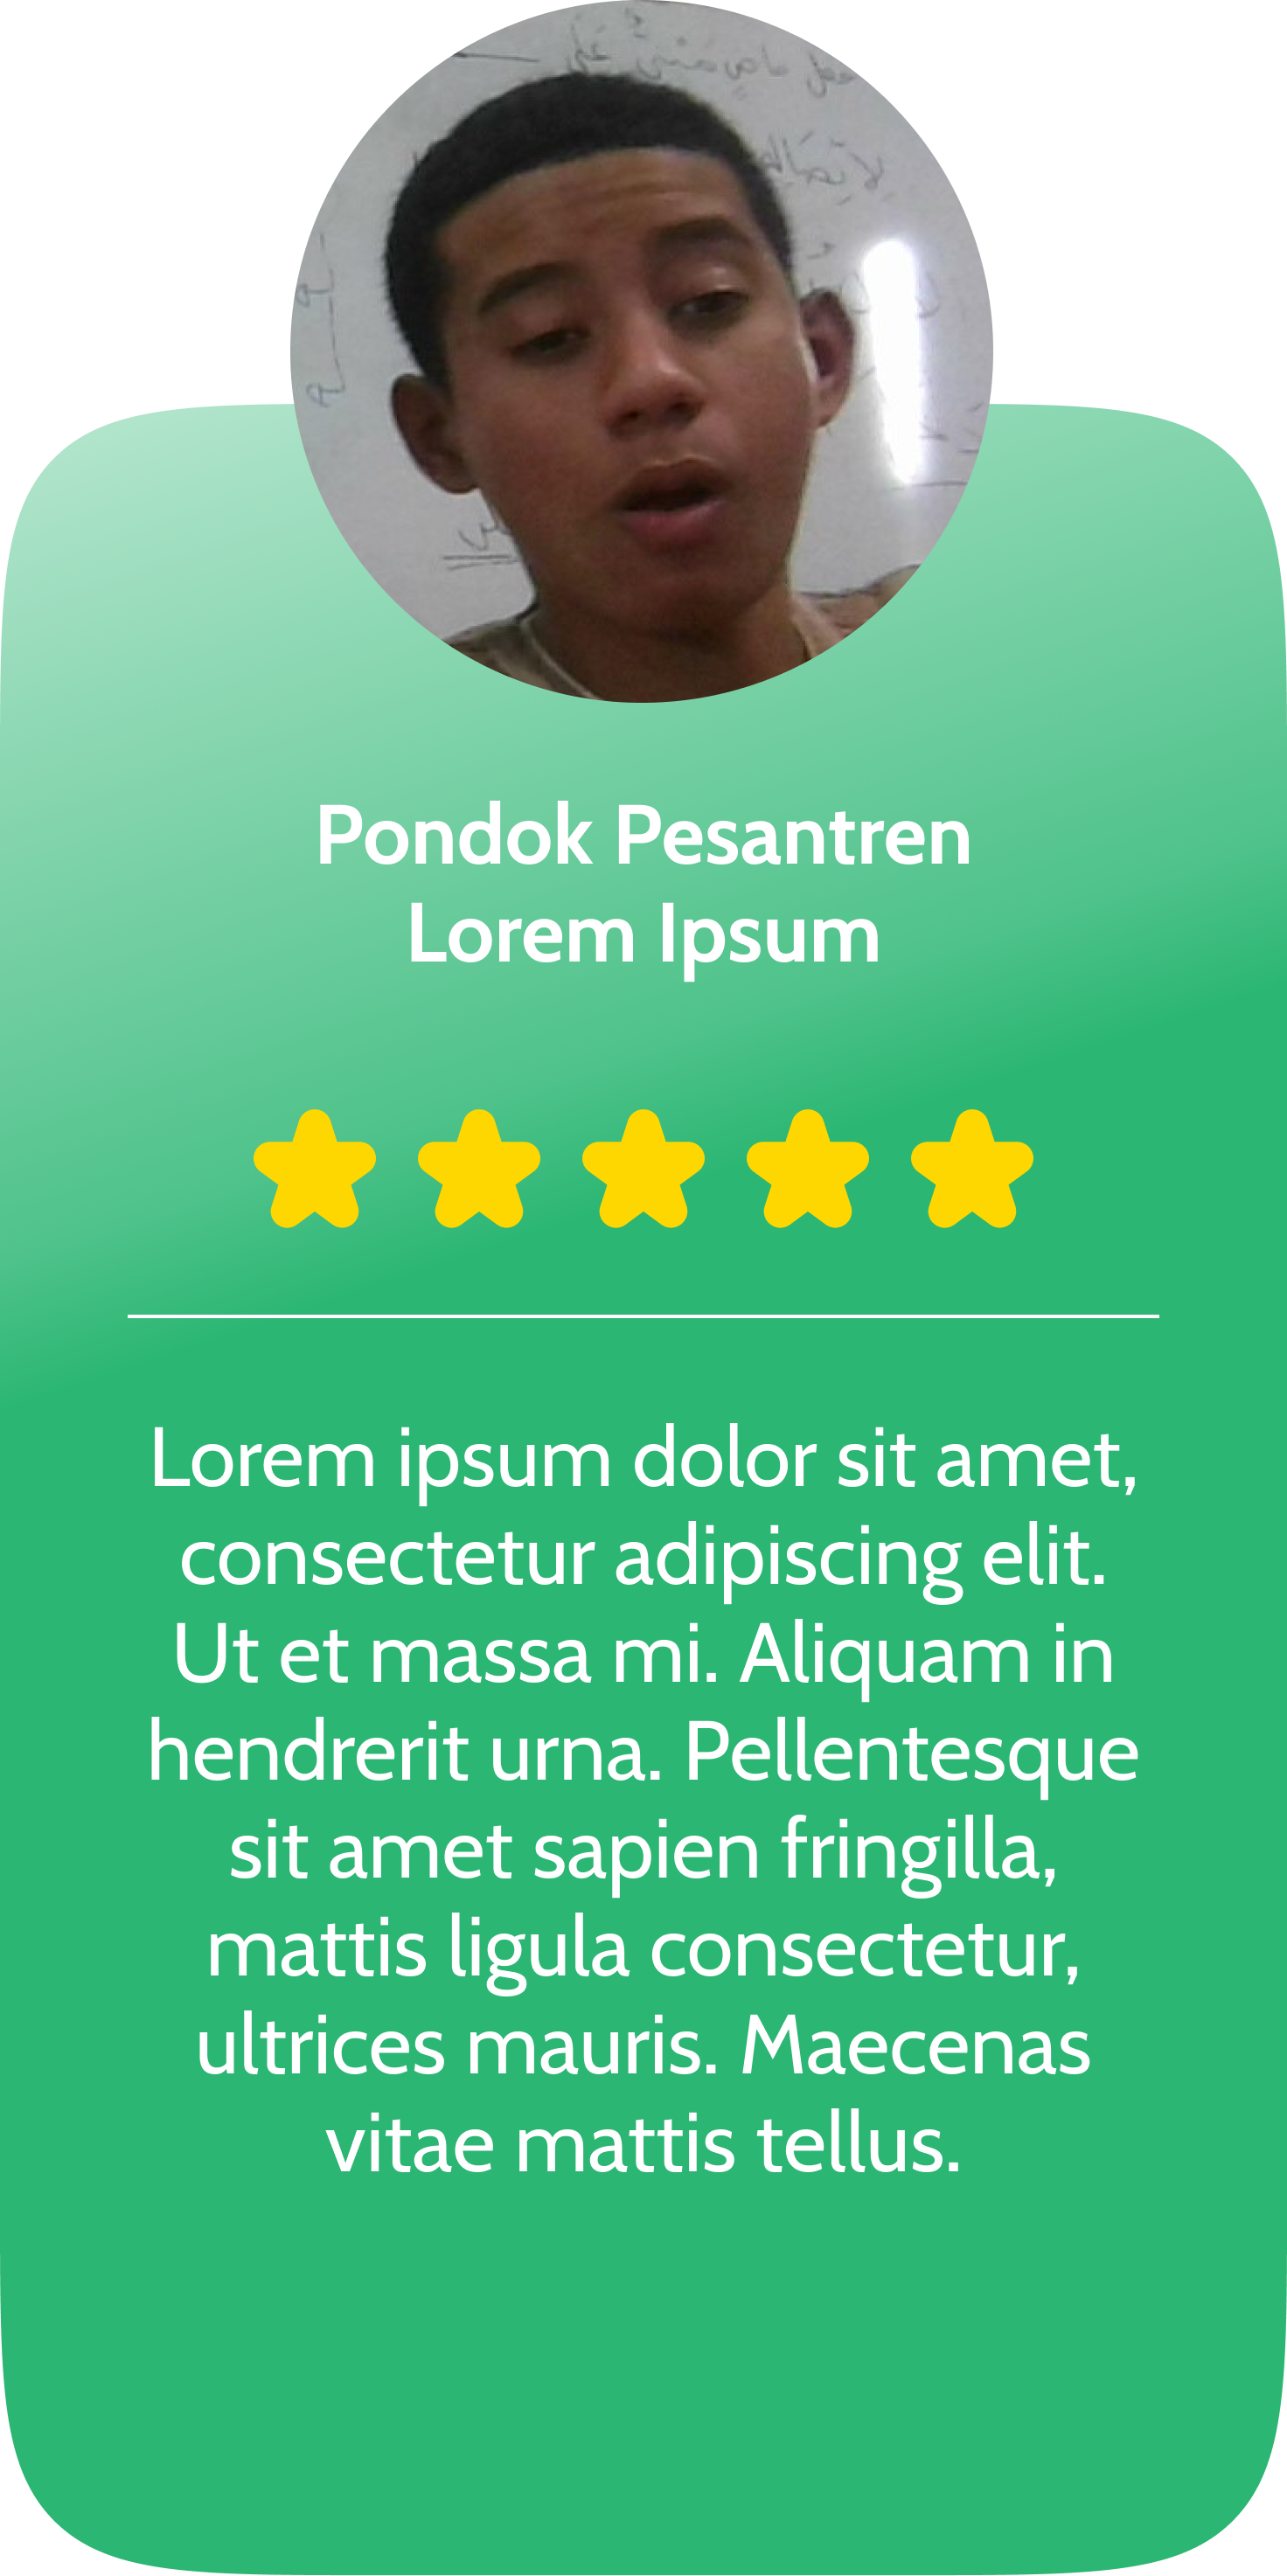 Pondok Pesantren
Lorem Ipsum
Lorem ipsum dolor sit amet,
consectetur adipiscing elit.
Ut et massa mi. Aliquam in
hendrerit urna. Pellentesque
sit amet sapien fringilla,
mattis ligula consectetur,
ultrices mauris. Maecenas
vitae mattis tellus.